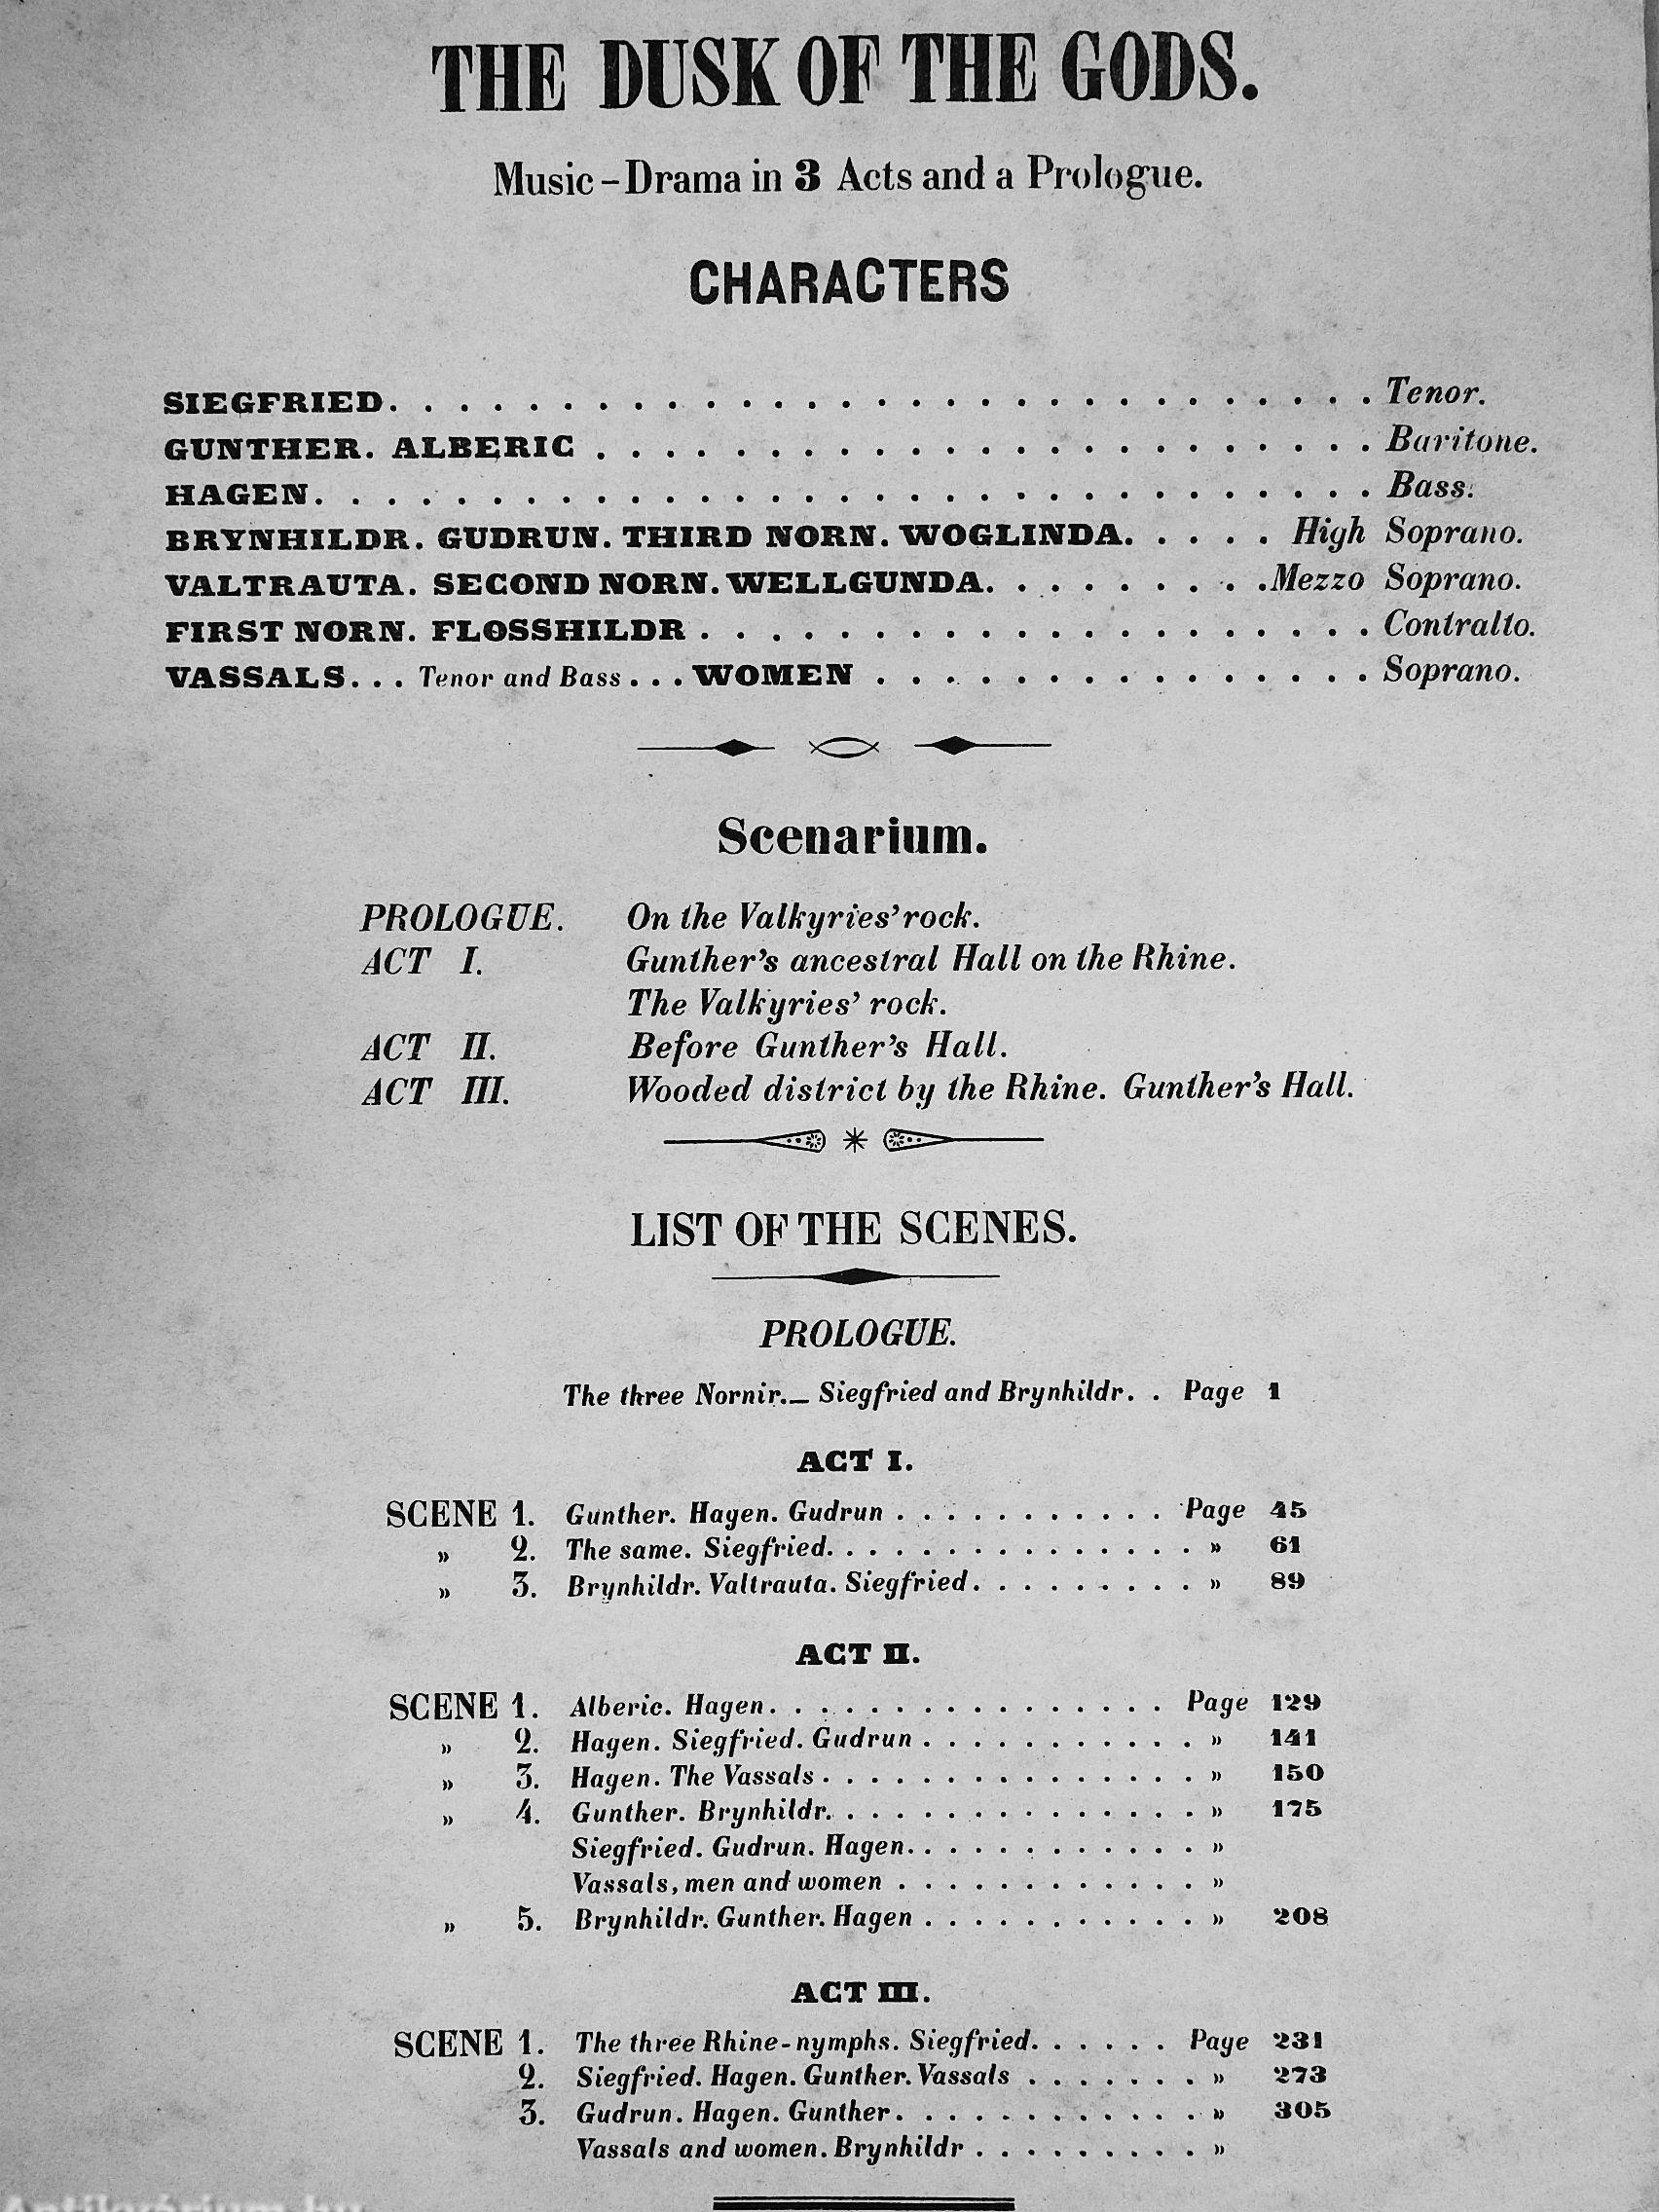 THE DUSK OF THE GODS.
Music-Drama in 3 Acts and a Prologue.
CHARACTERS
SIEGFRIED. . . . . . . . . . . . . . . . . . . . . . . . . . . . . . Tenor.
GUNTHER. ALBERIC . . . . . . . . . . . . . . . . . . . . . . . Baritone.
HAGEN. . . . . . . . . . . . . . . . . . . . . . . . . . . . . . . . Bass.
BRYNHILDR. GUDRUN. THIRD NORN. WOGLINDA. . . . . High Soprano.
VALTRAUTA. SECOND NORN. WELLGUNDA. . . . . . . . .Mezzo Soprano.
FIRST NORN. FLOSSHILDR . . . . . . . . . . . . . . . . . . . . Contralto.
VASSALS. . . Tenor and Bass . . . WOMEN . . . . . . . . . . . . . . . Soprano.
Scenarium.
PROLOGUE. On the Valkyries' rock.
ACT I. Gunther's ancestral Hall on the Rhine.
The Valkyries' rock.
ACT II. Before Gunther's Hall.
ACT III. Wooded district by the Rhine. Gunther's Hall.
LIST OF THE SCENES.
PROLOGUE.
The three Nornir.— Siegfried and Brynhildr. . Page 1
ACT I.
SCENE 1. Gunther. Hagen. Gudrun . . . . . . . . . . . . Page 45
» 2. The same. Siegfried. . . . . . . . . . . . . . . . » 61
» 3. Brynhildr. Valtrauta. Siegfried. . . . . . . . . . » 89
ACT II.
SCENE 1. Alberic. Hagen. . . . . . . . . . . . . . . . . . Page 129
» 2. Hagen. Siegfried. Gudrun . . . . . . . . . . . . » 141
» 3. Hagen. The Vassals . . . . . . . . . . . . . . . . » 150
» 4. Gunther. Brynhildr. . . . . . . . . . . . . . . . » 175
Siegfried. Gudrun. Hagen. . . . . . . . . . . . . »
Vassals, men and women . . . . . . . . . . . . . »
» 5. Brynhildr. Gunther. Hagen . . . . . . . . . . . . » 208
ACT III.
SCENE 1. The three Rhine-nymphs. Siegfried. . . . . . Page 231
2. Siegfried. Hagen. Gunther. Vassals . . . . . . . . » 273
3. Gudrun. Hagen. Gunther. . . . . . . . . . . . . . » 305
Vassals and women. Brynhildr . . . . . . . . . . »